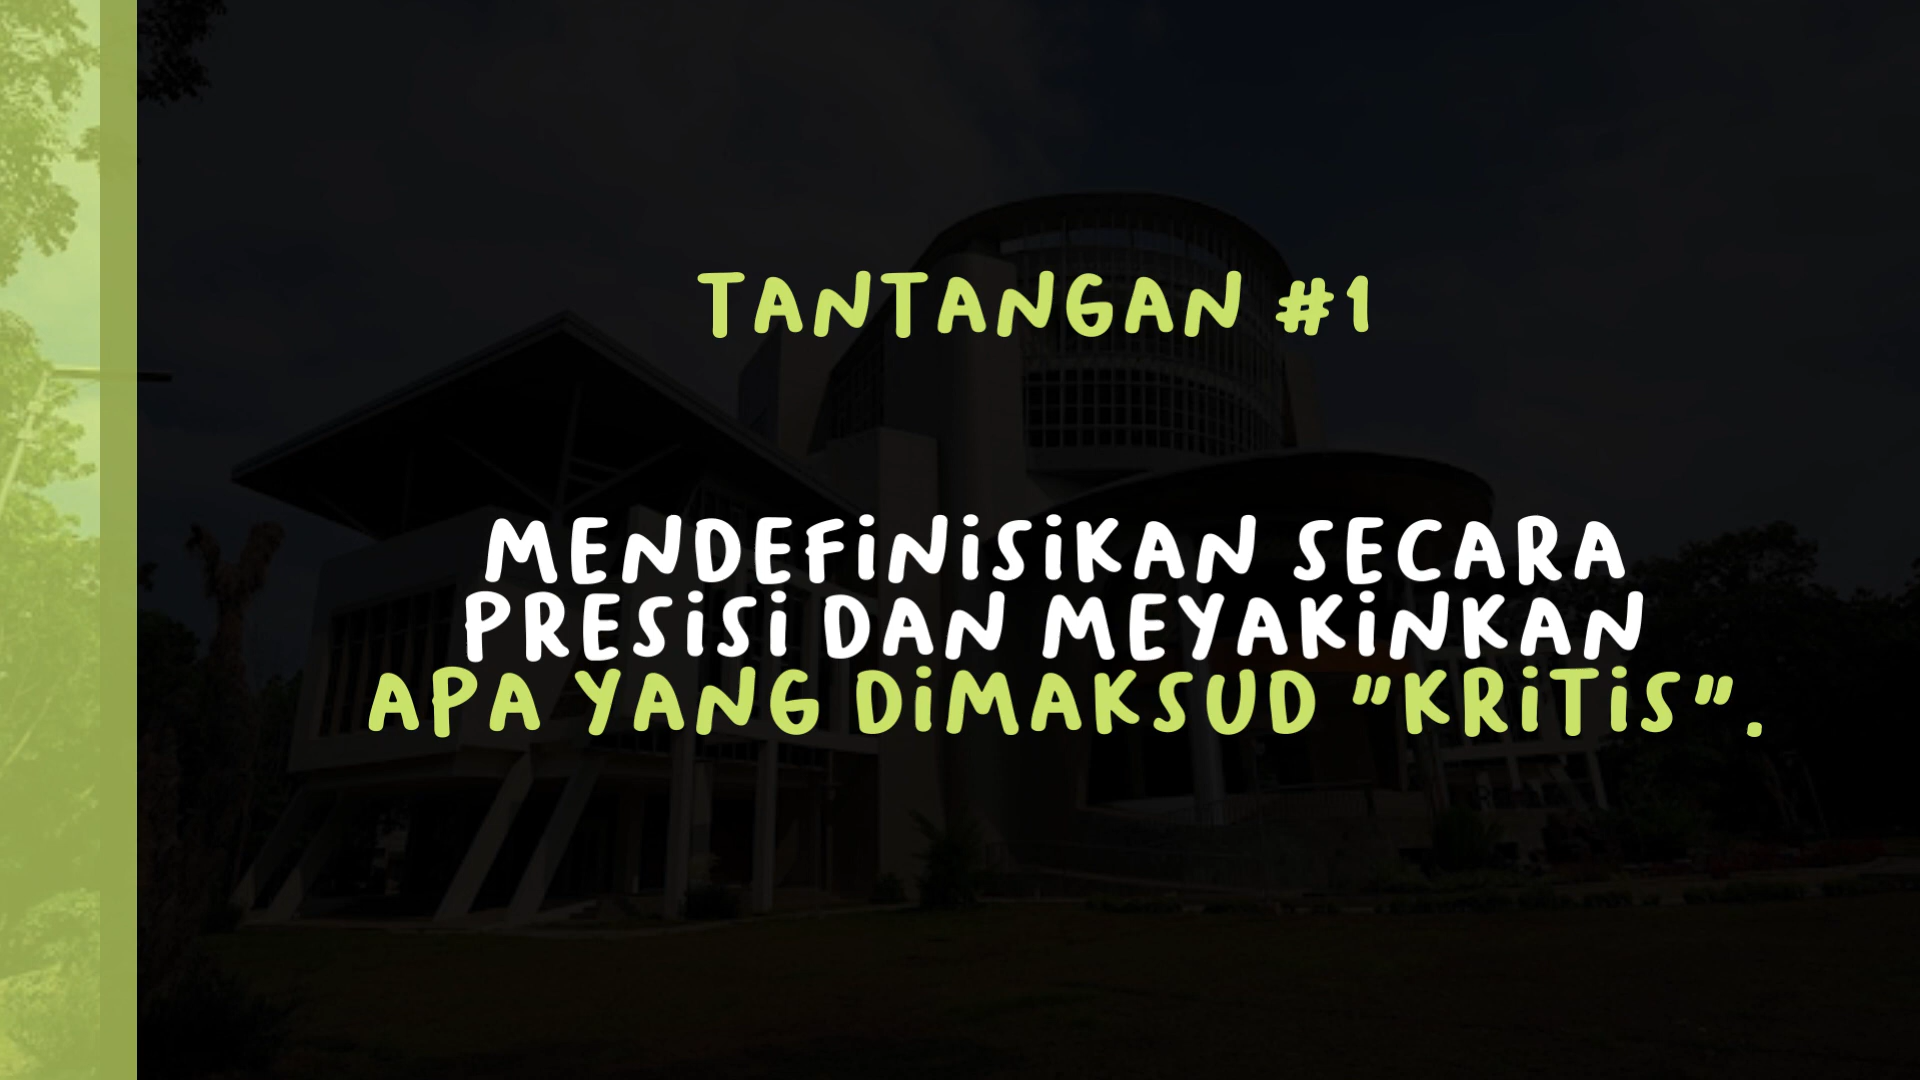 TANTANGAN #1
MENDEFINISIKAN SECARA
PRESISI DAN MEYAKINKAN
APA YANG DIMAKSUD "KRITIS".